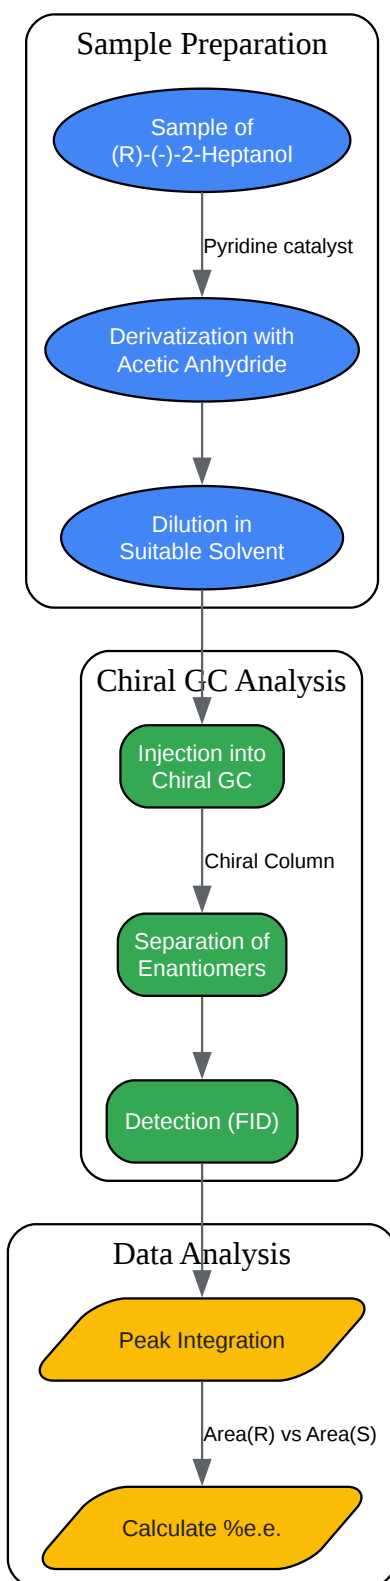 Sample Preparation
Sample of
(R)-(-)-2-Heptanol
Pyridine catalyst
Derivatization with
Acetic Anhydride
Dilution in
Suitable Solvent
Chiral GC Analysis
Injection into
Chiral GC
Chiral Column
Separation of
Enantiomers
Detection (FID)
Data Analysis
Peak Integration
Area(R) vs Area(S)
Calculate %e.e.